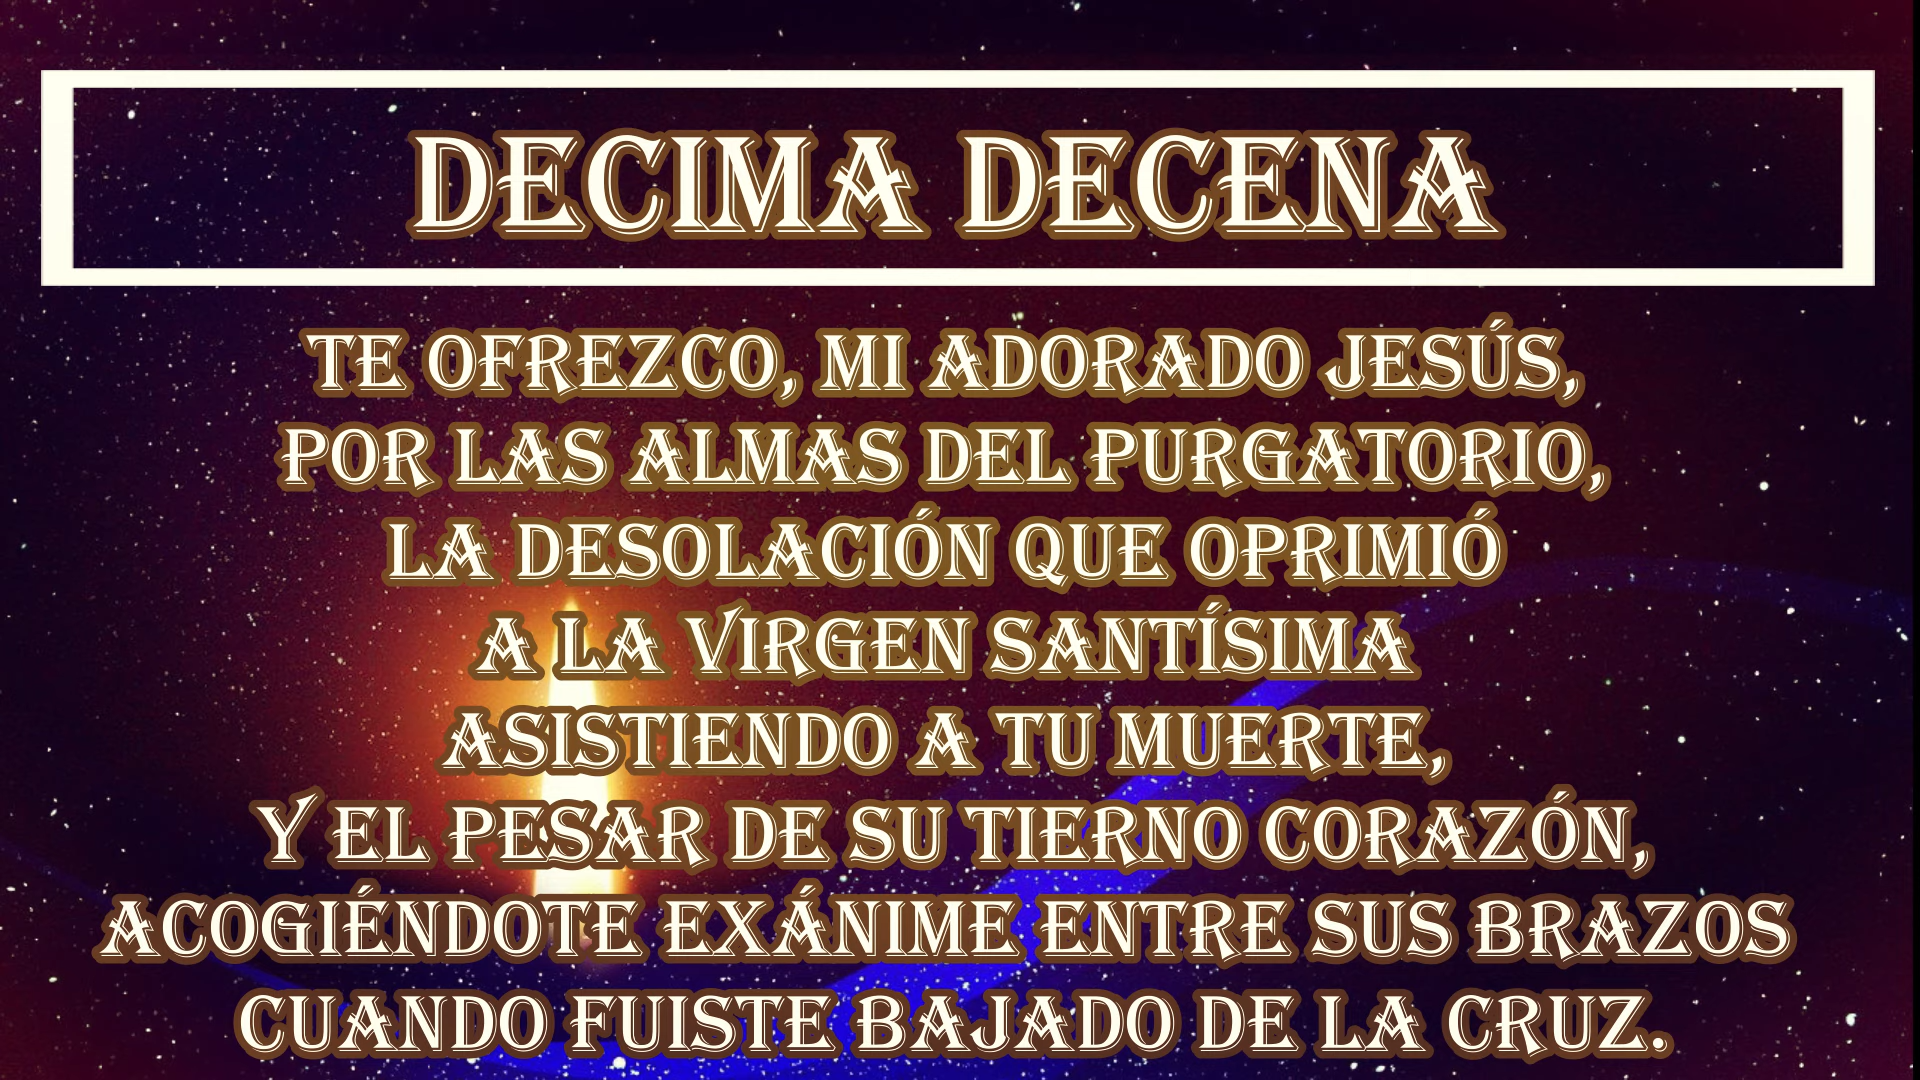 DECIMA DECENA
TE OFREZCO, MI ADORADO JESÚS,
POR LAS ALMAS DEL PURGATORIO,
LA DESOLACIÓN QUE OPRIMIÓ
A LA VIRGEN SANTÍSIMA
ASISTIENDO A TU MUERTE,
Y EL PESAR DE SU TIERNO CORAZÓN,
ACOGIÉNDOTE EXÁNIME ENTRE SUS BRAZOS
CUANDO FUISTE BAJADO DE LA CRUZ.